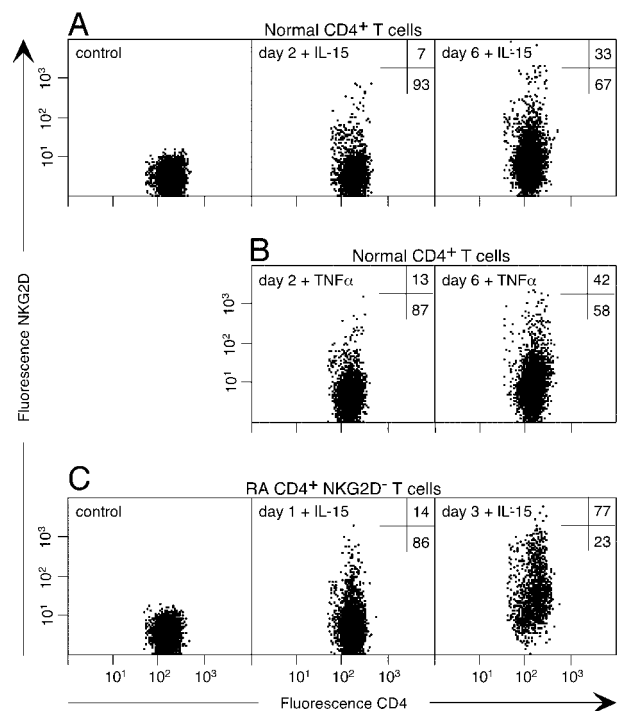 A
Normal CD4+ T cells
control
day 2 + IL-15
7
93
day 6 + IL-15
33
67
10³
10²
10¹
10¹ 10² 10³
B
Normal CD4+ T cells
day 2 + TNFα
13
87
day 6 + TNFα
42
58
10³
10²
10¹
Fluorescence NKG2D
C
RA CD4+ NKG2D- T cells
control
day 1 + IL-15
14
86
day 3 + IL-15
77
23
10³
10²
10¹
10¹ 10² 10³ 10¹ 10² 10³ 10¹ 10² 10³
Fluorescence CD4